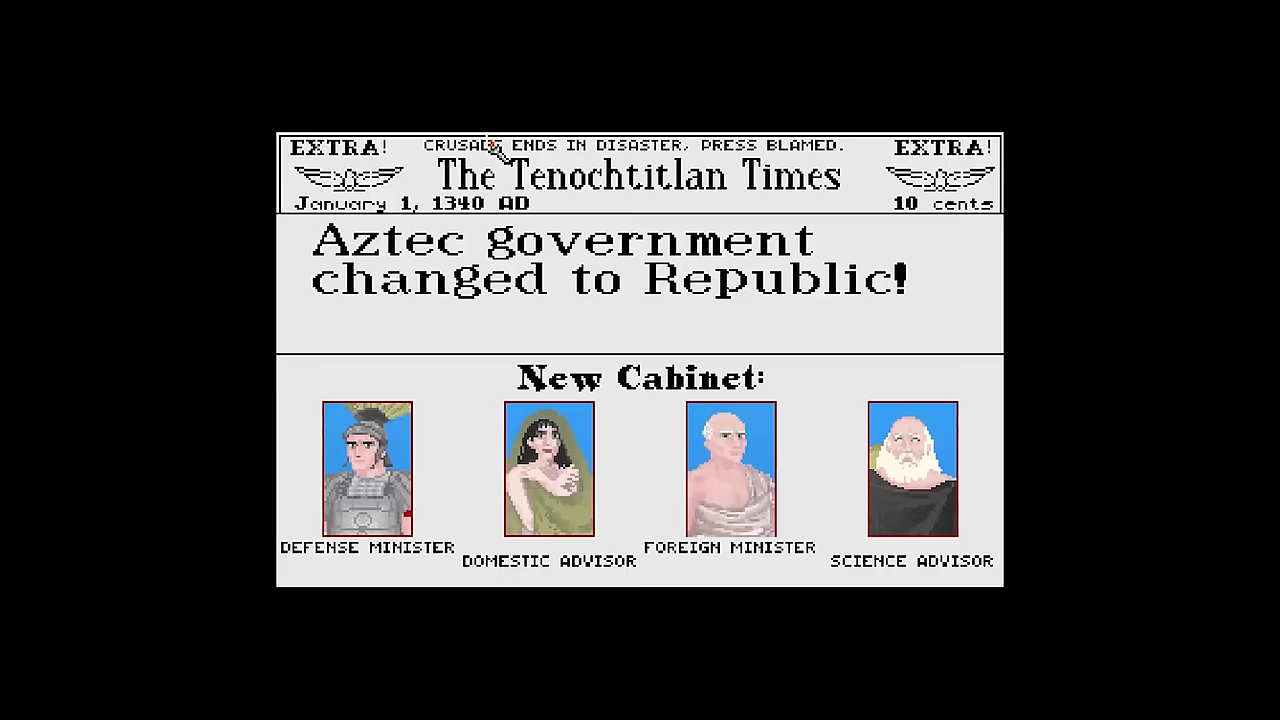 EXTRA! CRUSADE ENDS IN DISASTER, PRESS BLAMED. EXTRA!
The Tenochtitlan Times
January 1, 1340 AD 10 cents
Aztec government
changed to Republic!
New Cabinet:
DEFENSE MINISTER FOREIGN MINISTER
DOMESTIC ADVISOR SCIENCE ADVISOR